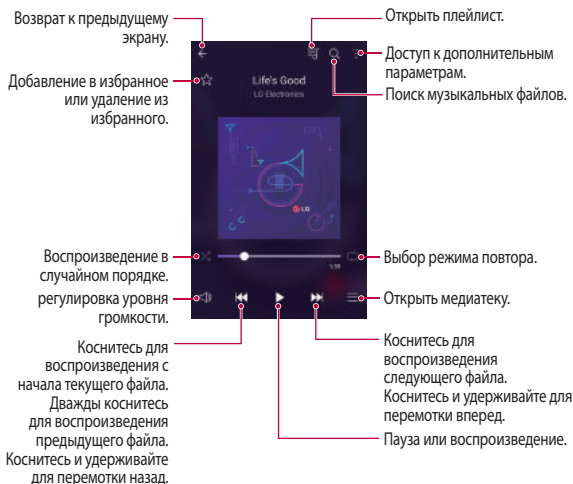 Возврат к предыдущему
экрану.
Добавление в избранное
или удаление из
избранного.
Воспроизведение в
случайном порядке.
регулировка уровня
громкости.
Коснитесь для
воспроизведения с
начала текущего файла.
Дважды коснитесь
для воспроизведения
предыдущего файла.
Коснитесь и удерживайте
для перемотки назад.
Life's Good
LG Electronics
LG
1:59
Открыть плейлист.
Доступ к дополнительным
параметрам.
Поиск музыкальных файлов.
Выбор режима повтора.
Открыть медиатеку.
Коснитесь для
воспроизведения
следующего файла.
Коснитесь и удерживайте для
перемотки вперед.
Пауза или воспроизведение.